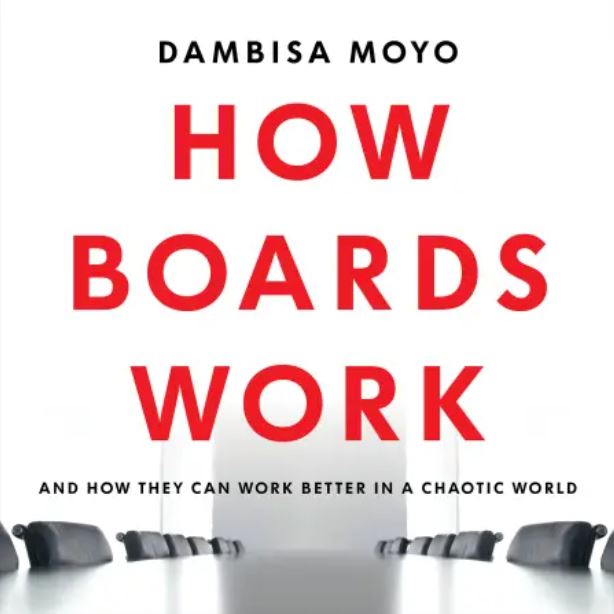 DAMBISA MOYO
HOW
BOARDS
WORK
AND HOW THEY CAN WORK BETTER IN A CHAOTIC WORLD